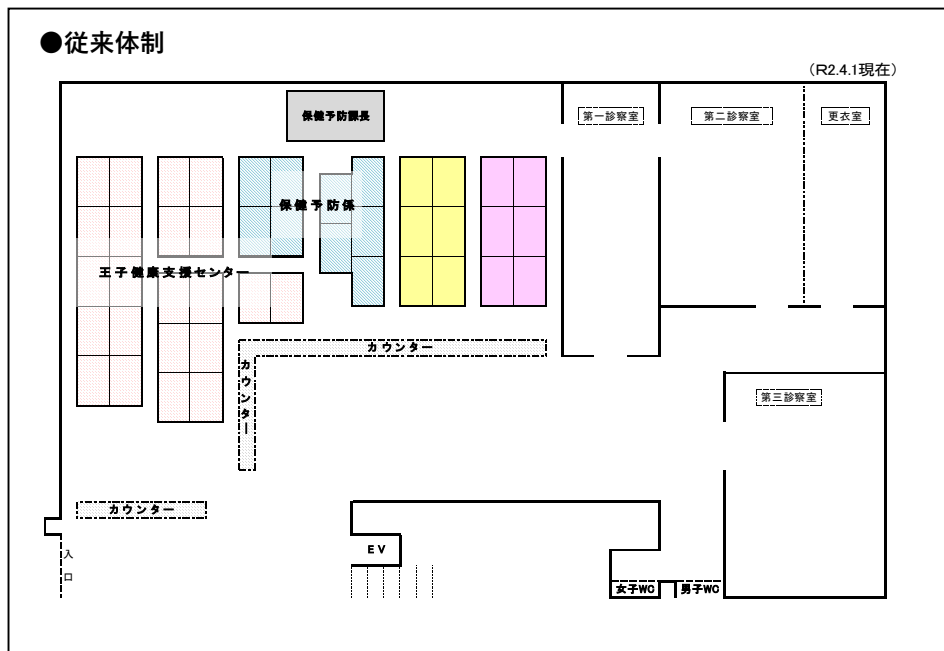 ●従来体制
（R2.4.1現在）
保健予防課長
第一診察室
第二診察室
更衣室
保健予防係
王子健康支援センター
カウンター
カウンター
第三診察室
カウンター
EV
入口
女子WC
男子WC